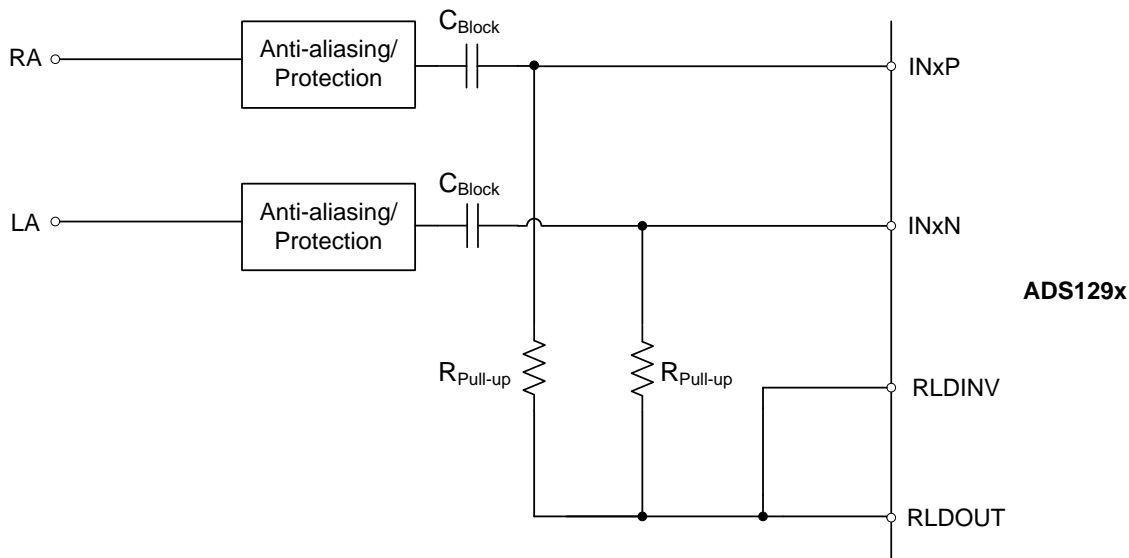 C_Block
RA
Anti-aliasing/
Protection
INxP
C_Block
LA
Anti-aliasing/
Protection
INxN
ADS129x
R_Pull-up
R_Pull-up
RLDINV
RLDOUT